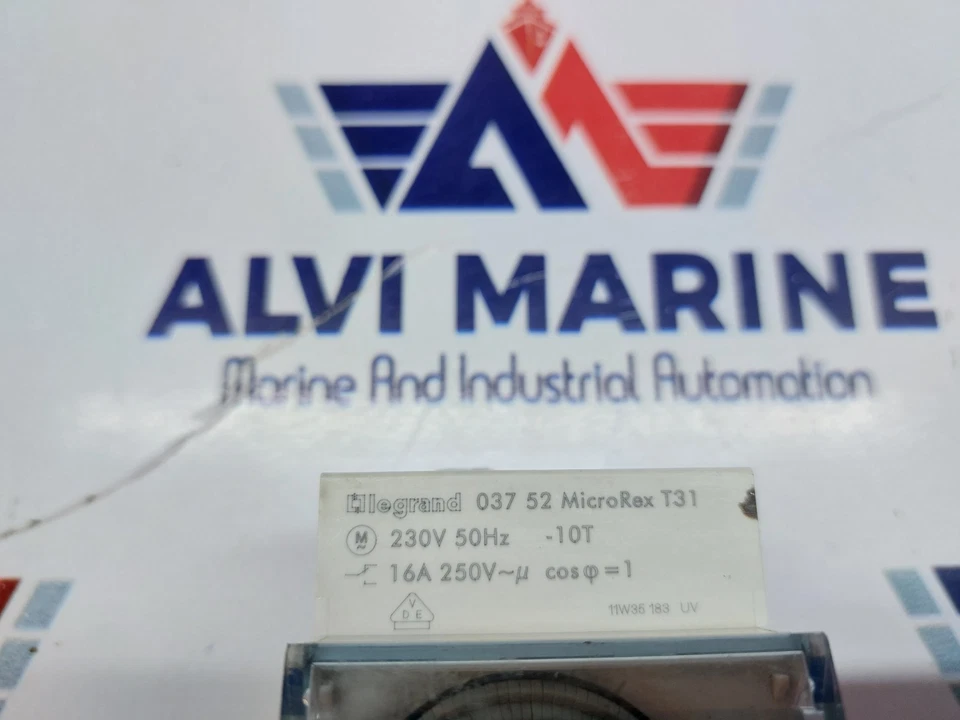 ALVI MARINE
Marine And Industrial Automation
legrand 037 52 MicroRex T31
M ~ 230V 50Hz -10T
16A 250V~µ cosφ=1
VDE
11W35 183 UV